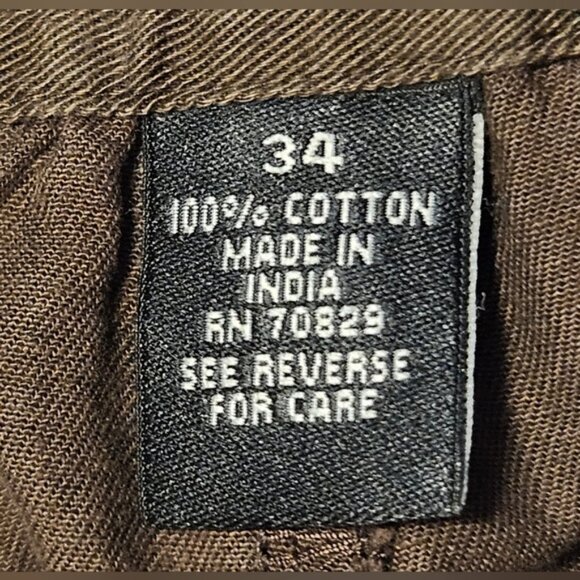 34
100% COTTON
MADE IN
INDIA
RN 70829
SEE REVERSE
FOR CARE